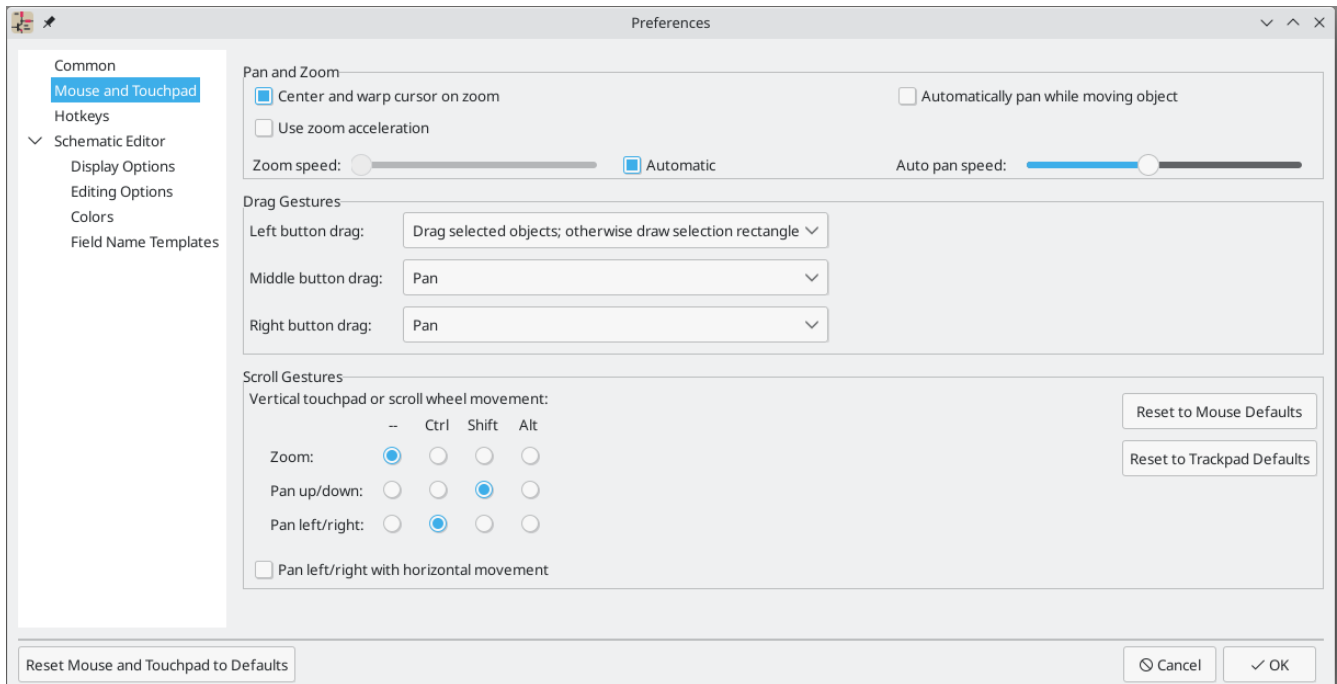 Preferences
Common
Mouse and Touchpad
Hotkeys
Schematic Editor
Display Options
Editing Options
Colors
Field Name Templates
Pan and Zoom
Center and warp cursor on zoom
Automatically pan while moving object
Use zoom acceleration
Zoom speed: Automatic Auto pan speed:
Drag Gestures
Left button drag: Drag selected objects; otherwise draw selection rectangle
Middle button drag: Pan
Right button drag: Pan
Scroll Gestures
Vertical touchpad or scroll wheel movement:
-- Ctrl Shift Alt
Zoom:
Pan up/down:
Pan left/right:
Pan left/right with horizontal movement
Reset to Mouse Defaults
Reset to Trackpad Defaults
Reset Mouse and Touchpad to Defaults
Cancel OK